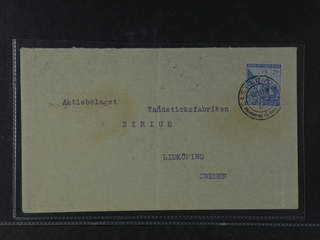 Aktiebolaget Tändsticksfabriken
SIRIUS
LIDKÖPING
SWEDEN